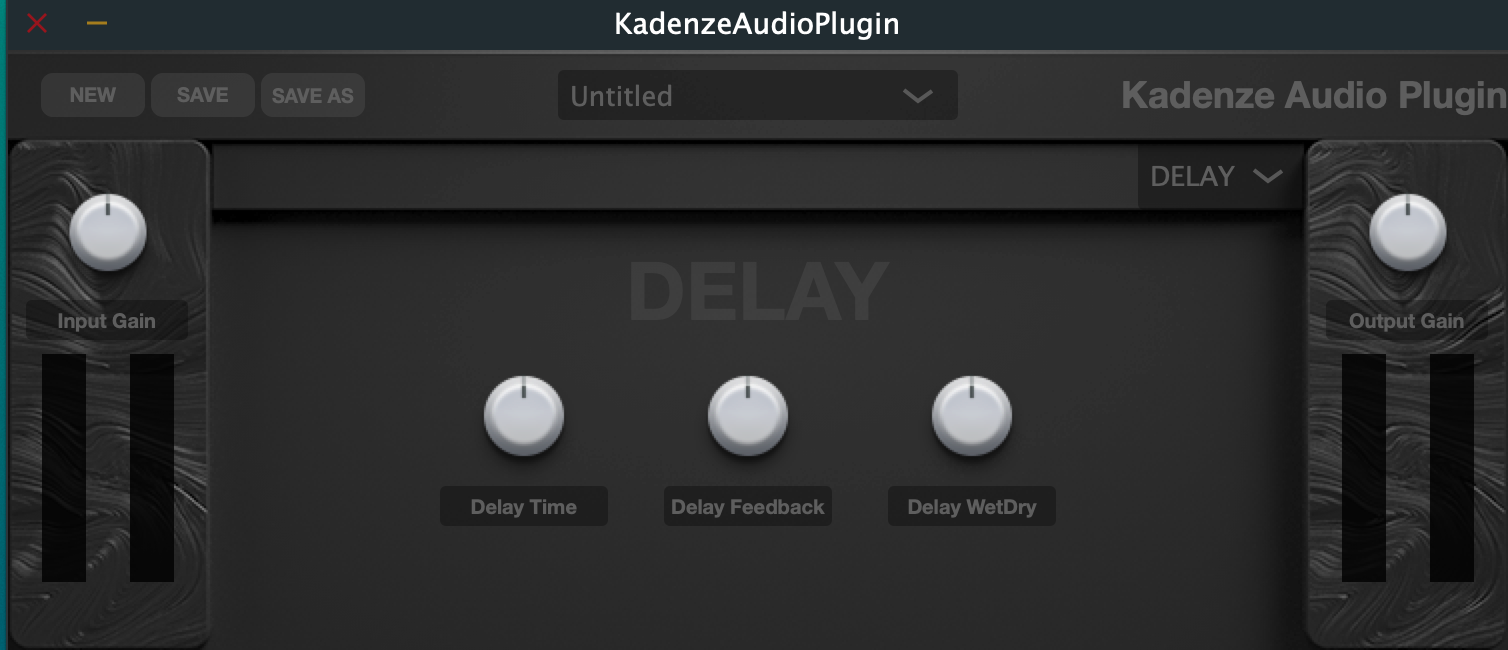 KadenzeAudioPlugin
NEW
SAVE
SAVE AS
Untitled
Kadenze Audio Plugin
DELAY
DELAY
Input Gain
Output Gain
Delay Time
Delay Feedback
Delay WetDry